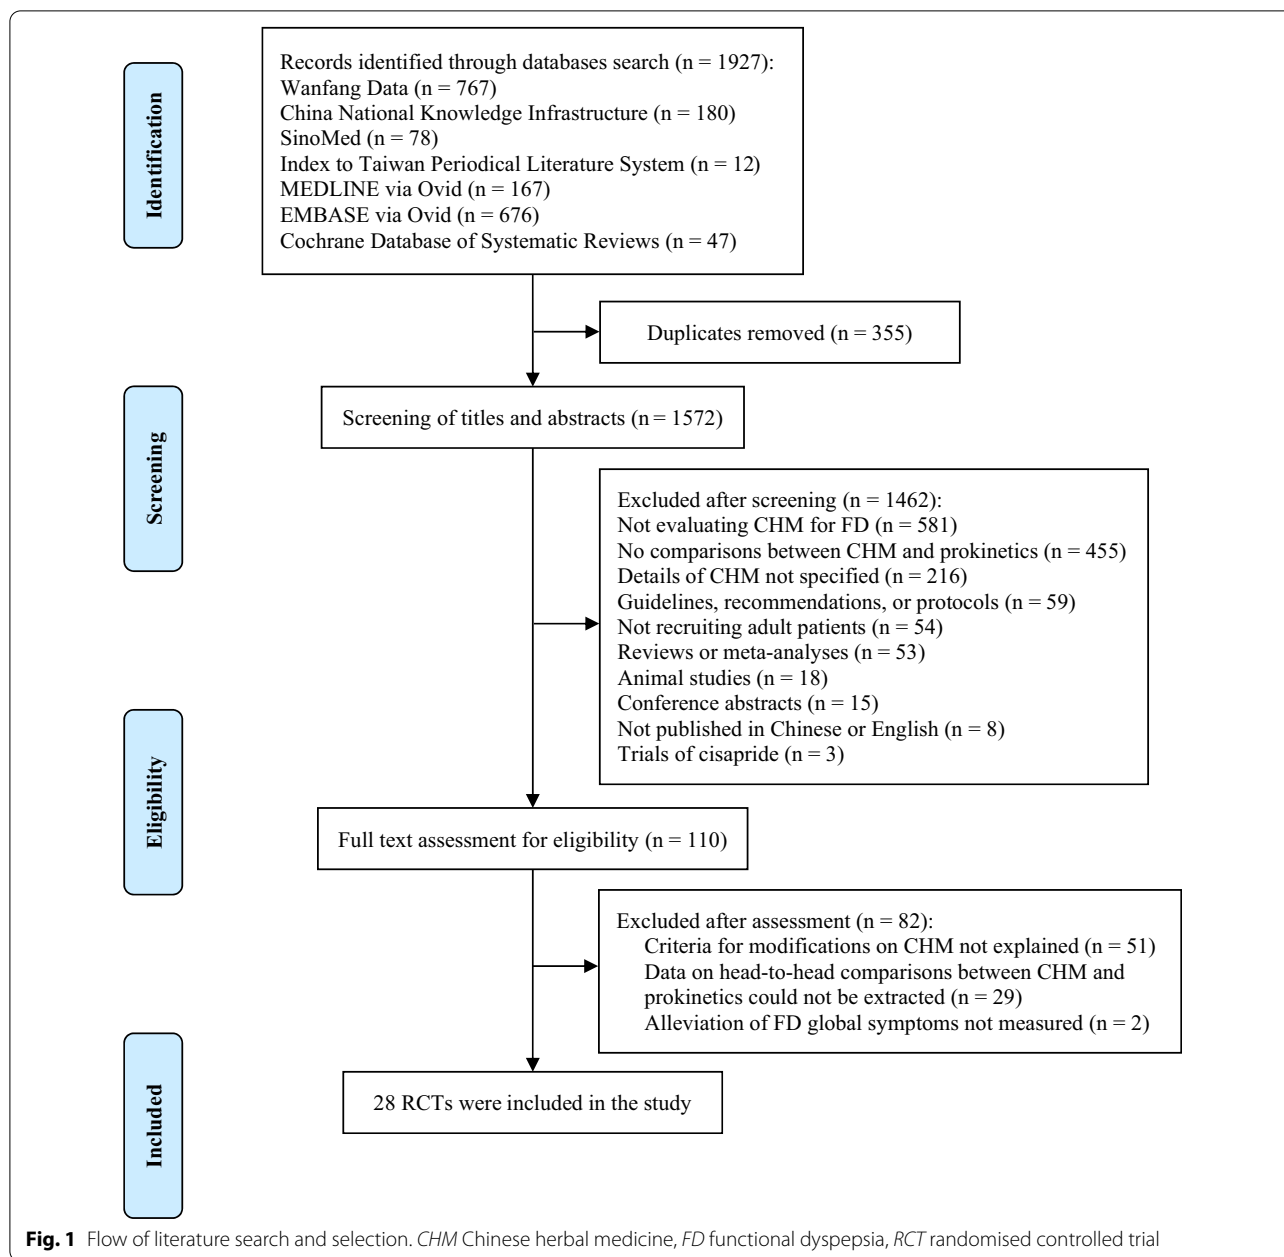 Identification
Records identified through databases search (n = 1927):
Wanfang Data (n = 767)
China National Knowledge Infrastructure (n = 180)
SinoMed (n = 78)
Index to Taiwan Periodical Literature System (n = 12)
MEDLINE via Ovid (n = 167)
EMBASE via Ovid (n = 676)
Cochrane Database of Systematic Reviews (n = 47)
Duplicates removed (n = 355)
Screening
Screening of titles and abstracts (n = 1572)
Excluded after screening (n = 1462):
Not evaluating CHM for FD (n = 581)
No comparisons between CHM and prokinetics (n = 455)
Details of CHM not specified (n = 216)
Guidelines, recommendations, or protocols (n = 59)
Not recruiting adult patients (n = 54)
Reviews or meta-analyses (n = 53)
Animal studies (n = 18)
Conference abstracts (n = 15)
Not published in Chinese or English (n = 8)
Trials of cisapride (n = 3)
Eligibility
Full text assessment for eligibility (n = 110)
Excluded after assessment (n = 82):
Criteria for modifications on CHM not explained (n = 51)
Data on head-to-head comparisons between CHM and
prokinetics could not be extracted (n = 29)
Alleviation of FD global symptoms not measured (n = 2)
Included
28 RCTs were included in the study
Fig. 1 Flow of literature search and selection. CHM Chinese herbal medicine, FD functional dyspepsia, RCT randomised controlled trial